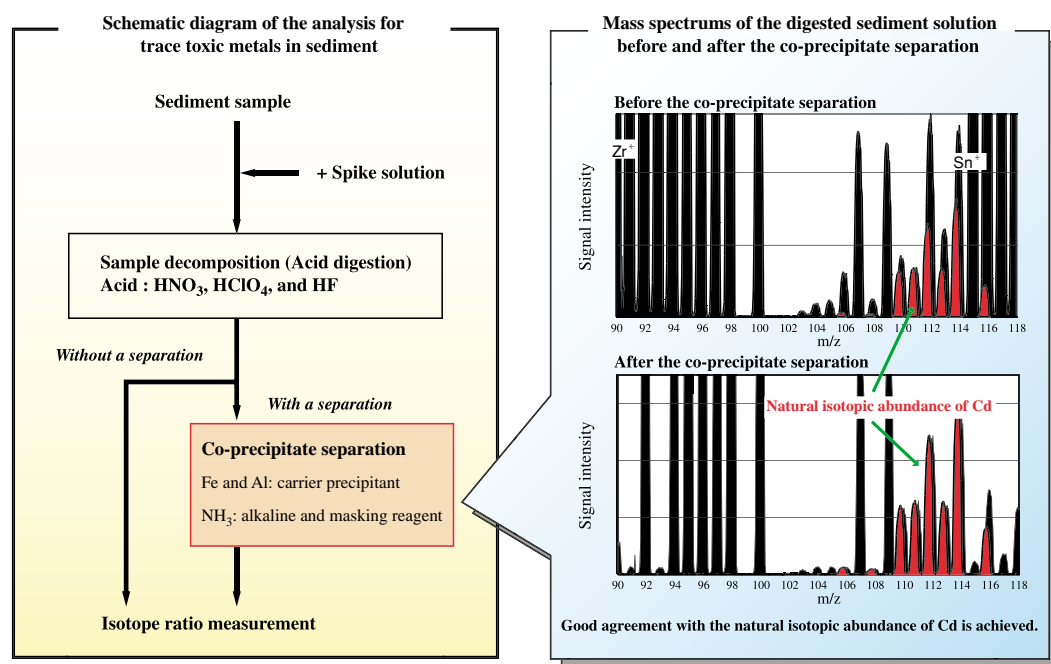 Schematic diagram of the analysis for
trace toxic metals in sediment
Sediment sample
+ Spike solution
Sample decomposition (Acid digestion)
Acid : HNO3, HClO4, and HF
Without a separation
With a separation
Co-precipitate separation
Fe and Al: carrier precipitant
NH3: alkaline and masking reagent
Isotope ratio measurement
Mass spectrums of the digested sediment solution
before and after the co-precipitate separation
Before the co-precipitate separation
Zr+
Sn+
Signal intensity
90 92 94 96 98 100 102 104 106 108 110 112 114 116 118
m/z
After the co-precipitate separation
Natural isotopic abundance of Cd
Signal intensity
90 92 94 96 98 100 102 104 106 108 110 112 114 116 118
m/z
Good agreement with the natural isotopic abundance of Cd is achieved.